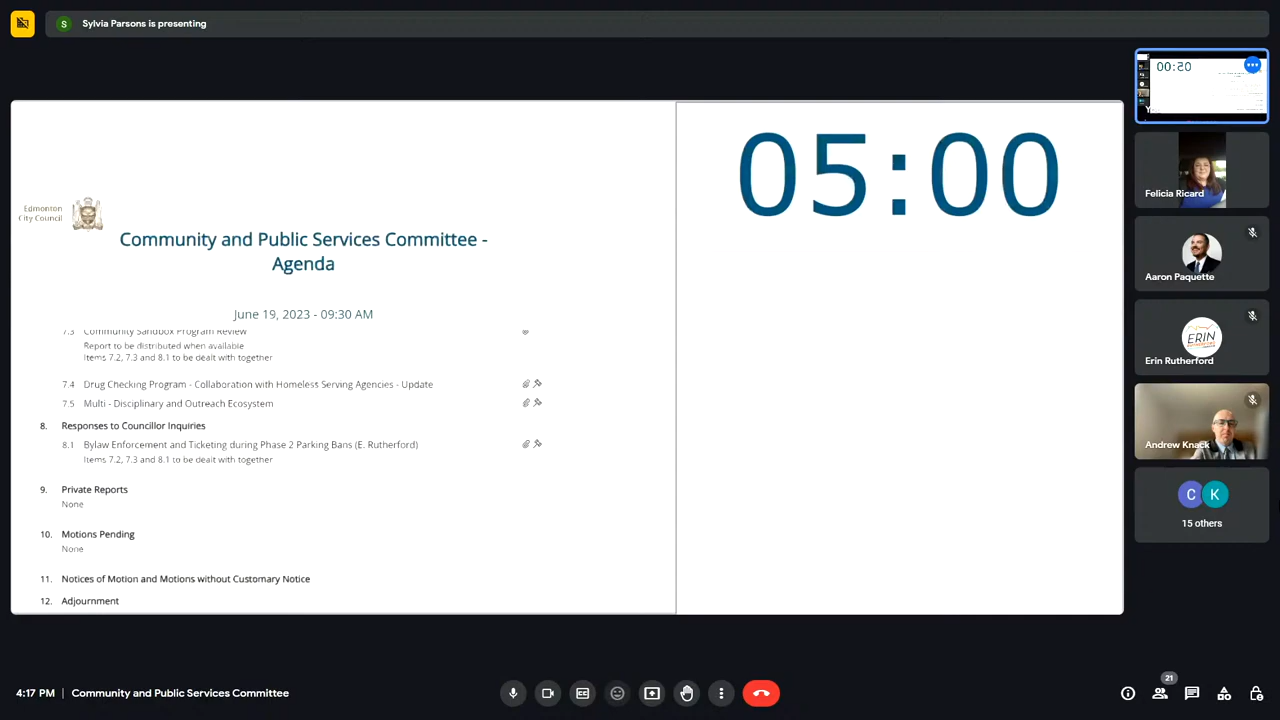 S Sylvia Parsons is presenting
Edmonton
City Council
Community and Public Services Committee -
Agenda
June 19, 2023 - 09:30 AM
7.3 Community Sandbox Program Review
Report to be distributed when available
Items 7.2, 7.3 and 8.1 to be dealt with together
7.4 Drug Checking Program - Collaboration with Homeless Serving Agencies - Update
7.5 Multi - Disciplinary and Outreach Ecosystem
8. Responses to Councillor Inquiries
8.1 Bylaw Enforcement and Ticketing during Phase 2 Parking Bans (E. Rutherford)
Items 7.2, 7.3 and 8.1 to be dealt with together
9. Private Reports
None
10. Motions Pending
None
11. Notices of Motion and Motions without Customary Notice
12. Adjournment
05:00
05:00
Felicia Ricard
Aaron Paquette
ERIN
Erin Rutherford
Andrew Knack
C K
15 others
4:17 PM | Community and Public Services Committee
21